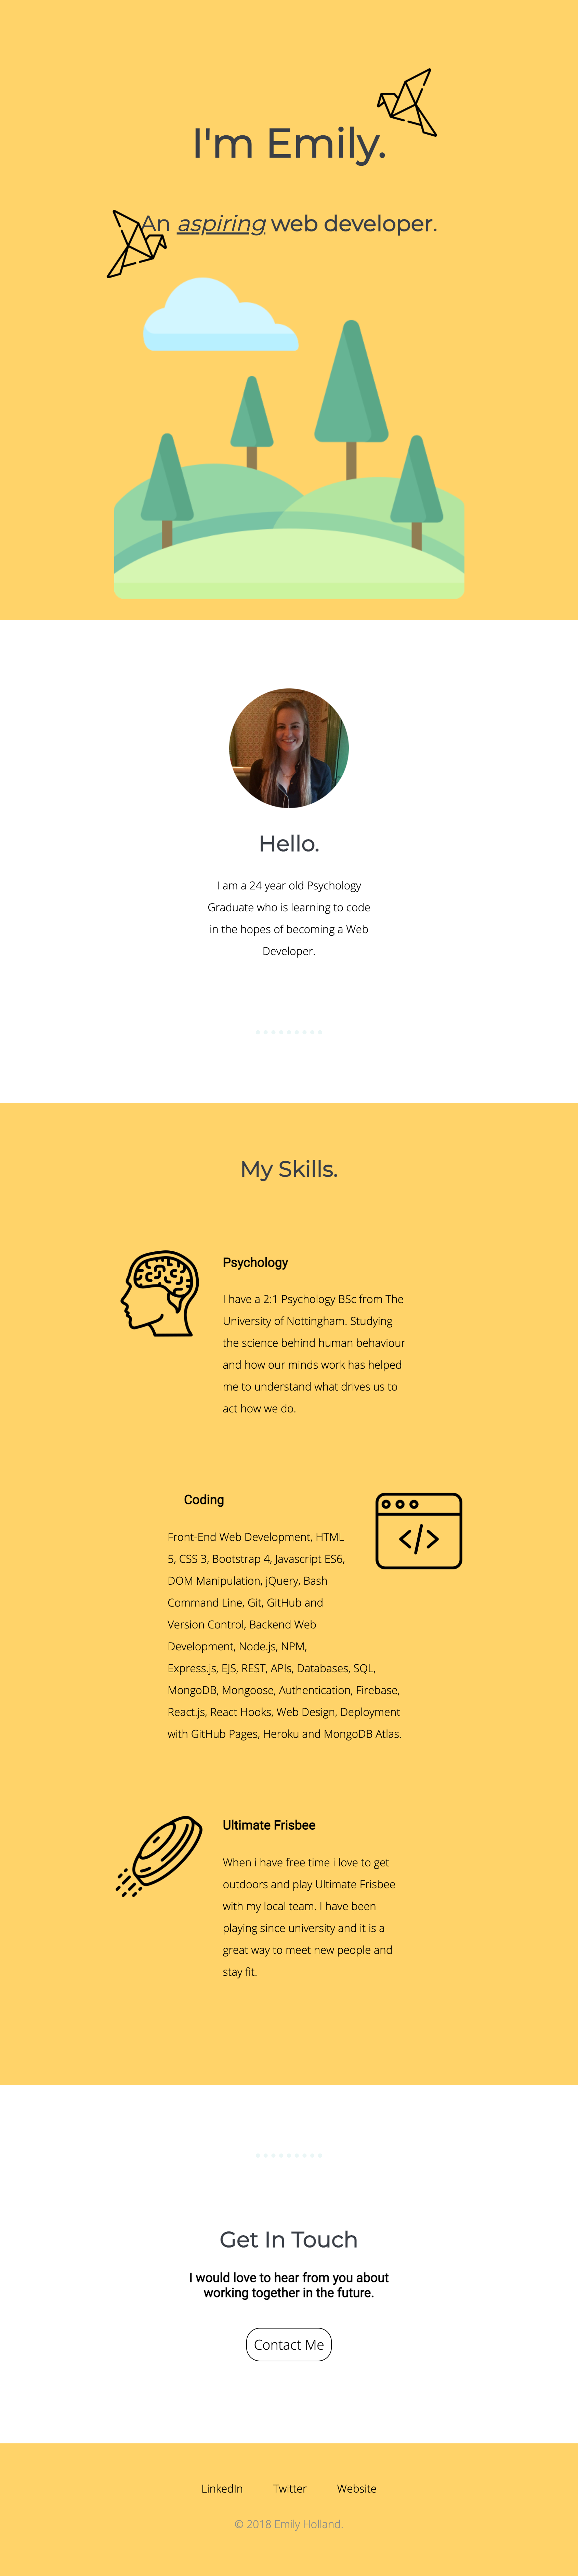 I'm Emily.
An aspiring web developer.
Hello.
I am a 24 year old Psychology
Graduate who is learning to code
in the hopes of becoming a Web
Developer.
My Skills.
Psychology
I have a 2:1 Psychology BSc from The
University of Nottingham. Studying
the science behind human behaviour
and how our minds work has helped
me to understand what drives us to
act how we do.
Coding
Front-End Web Development, HTML
5, CSS 3, Bootstrap 4, Javascript ES6,
DOM Manipulation, jQuery, Bash
Command Line, Git, GitHub and
Version Control, Backend Web
Development, Node.js, NPM,
Express.js, EJS, REST, APIs, Databases, SQL,
MongoDB, Mongoose, Authentication, Firebase,
React.js, React Hooks, Web Design, Deployment
with GitHub Pages, Heroku and MongoDB Atlas.
Ultimate Frisbee
When i have free time i love to get
outdoors and play Ultimate Frisbee
with my local team. I have been
playing since university and it is a
great way to meet new people and
stay fit.
Get In Touch
I would love to hear from you about
working together in the future.
Contact Me
LinkedIn Twitter Website
© 2018 Emily Holland.